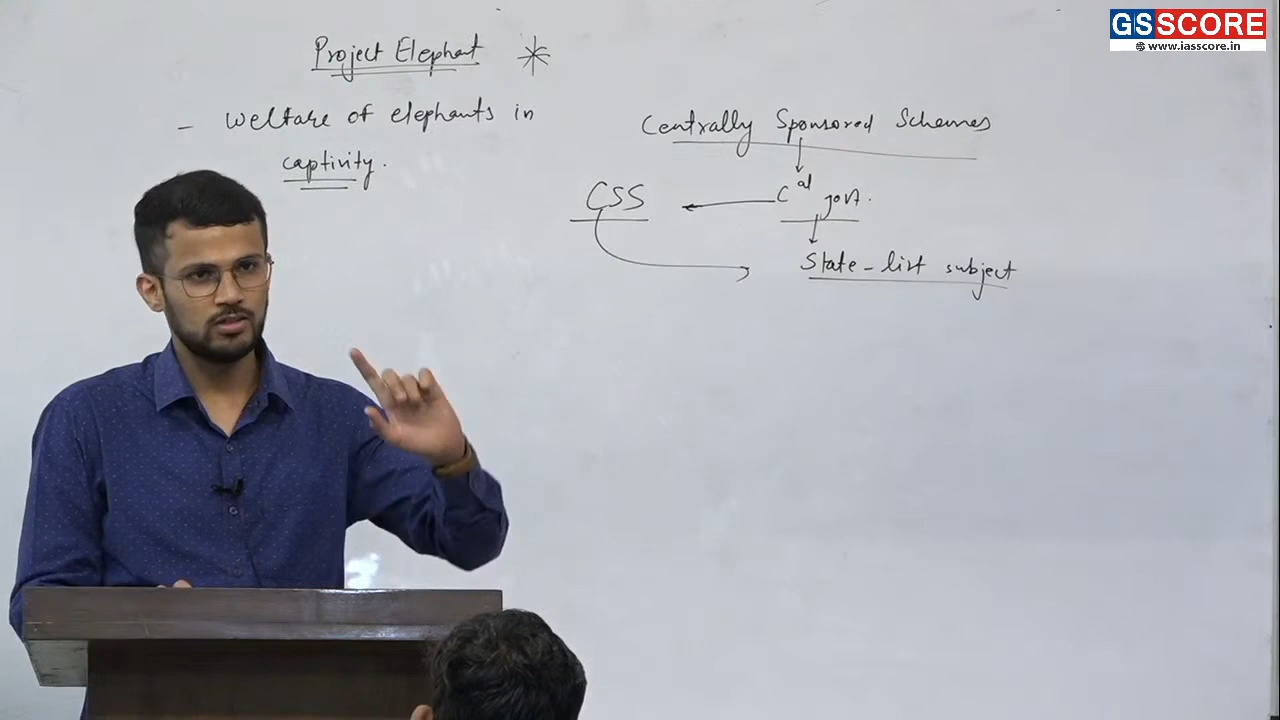 GSSCORE
www.iasscore.in
Project Elephant
- Welfare of elephants in
captivity.
Centrally Sponsored Schemes
C al govt.
CSS
State-list subject